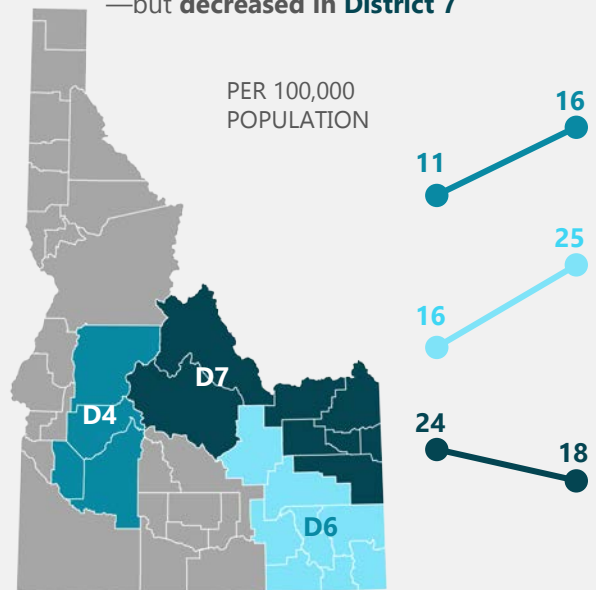 —but decreased in District 7
PER 100,000
POPULATION
16
11
25
16
D7
D4
24
18
D6